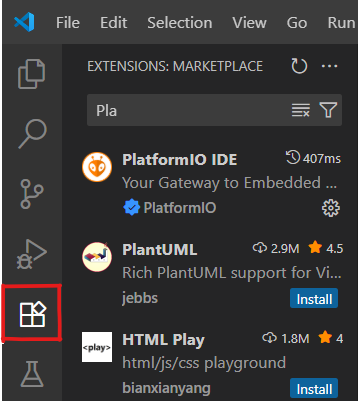 File Edit Selection View Go Run
EXTENSIONS: MARKETPLACE
Pla
PlatformIO IDE 407ms
Your Gateway to Embedded ...
PlatformIO
PlantUML 2.9M 4.5
Rich PlantUML support for Vi...
jebbs Install
<play> HTML Play 1.8M 4
html/js/css playground
bianxianyang Install